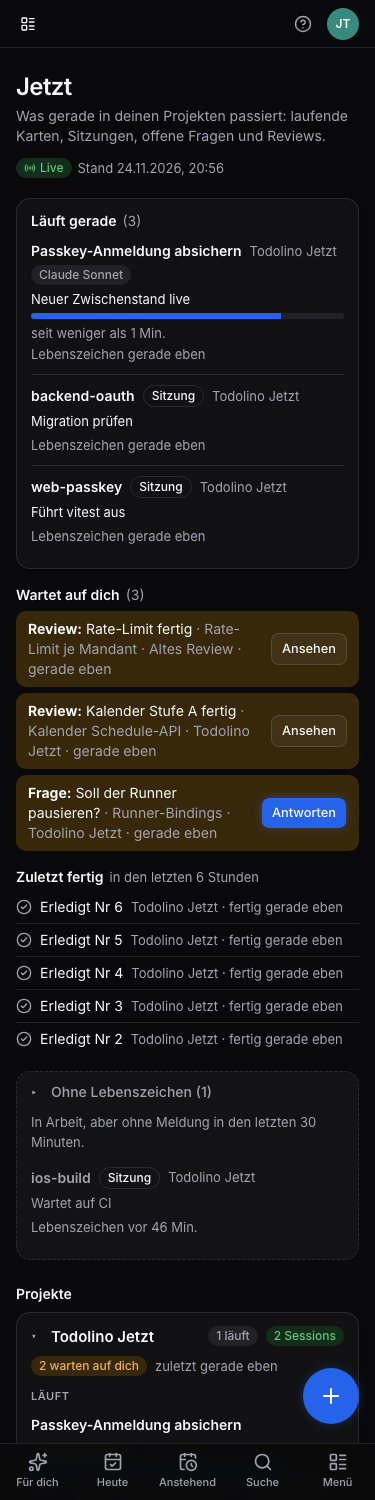 JT
Jetzt
Was gerade in deinen Projekten passiert: laufende
Karten, Sitzungen, offene Fragen und Reviews.
Live Stand 24.11.2026, 20:56
Läuft gerade (3)
Passkey-Anmeldung absichern Todolino Jetzt
Claude Sonnet
Neuer Zwischenstand live
seit weniger als 1 Min.
Lebenszeichen gerade eben
backend-oauth Sitzung Todolino Jetzt
Migration prüfen
Lebenszeichen gerade eben
web-passkey Sitzung Todolino Jetzt
Führt vitest aus
Lebenszeichen gerade eben
Wartet auf dich (3)
Review: Rate-Limit fertig · Rate-
Limit je Mandant · Altes Review ·
gerade eben
Ansehen
Review: Kalender Stufe A fertig ·
Kalender Schedule-API · Todolino
Jetzt · gerade eben
Ansehen
Frage: Soll der Runner
pausieren? · Runner-Bindings ·
Todolino Jetzt · gerade eben
Antworten
Zuletzt fertig in den letzten 6 Stunden
Erledigt Nr 6 Todolino Jetzt · fertig gerade eben
Erledigt Nr 5 Todolino Jetzt · fertig gerade eben
Erledigt Nr 4 Todolino Jetzt · fertig gerade eben
Erledigt Nr 3 Todolino Jetzt · fertig gerade eben
Erledigt Nr 2 Todolino Jetzt · fertig gerade eben
Ohne Lebenszeichen (1)
In Arbeit, aber ohne Meldung in den letzten 30
Minuten.
ios-build Sitzung Todolino Jetzt
Wartet auf CI
Lebenszeichen vor 46 Min.
Projekte
Todolino Jetzt 1 läuft 2 Sessions
2 warten auf dich zuletzt gerade eben
LÄUFT
Passkey-Anmeldung absichern
Für dich Heute Anstehend Suche Menü